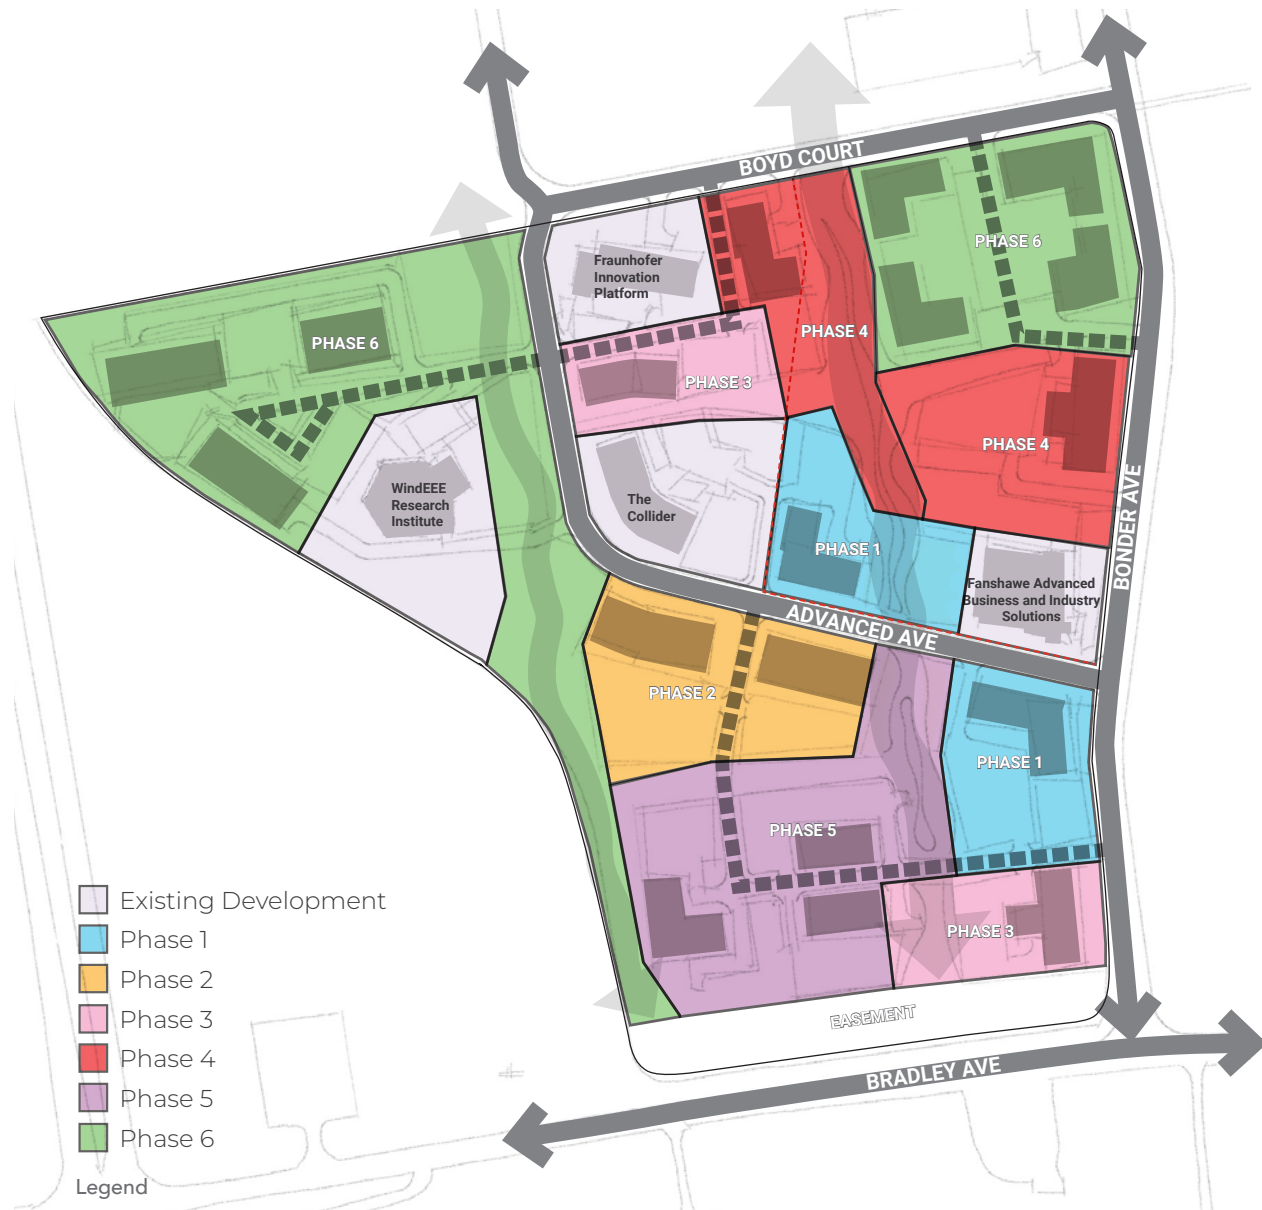 BOYD COURT
PHASE 6
Fraunhofer
Innovation
Platform
PHASE 4
PHASE 6
PHASE 3
PHASE 4
WindEEE
Research
Institute
The
Collider
PHASE 1
BONDER AVE
Fanshawe Advanced
Business and Industry
Solutions
ADVANCED AVE
PHASE 2
PHASE 1
PHASE 5
PHASE 3
EASEMENT
BRADLEY AVE
Existing Development
Phase 1
Phase 2
Phase 3
Phase 4
Phase 5
Phase 6
Legend